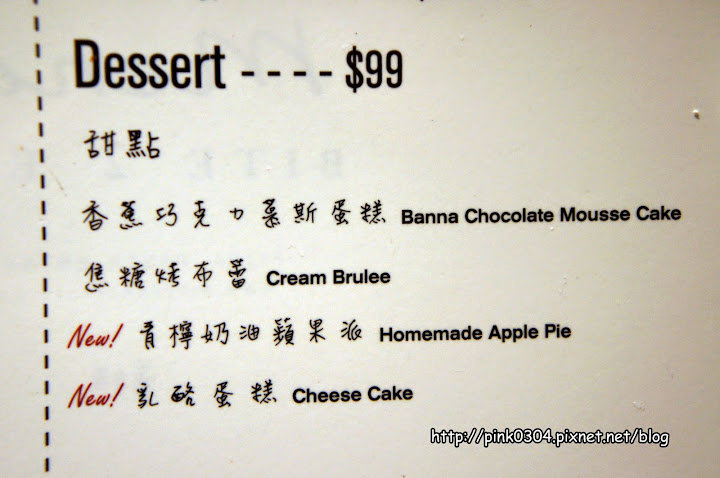 Dessert ---- $99
甜點
香蕉巧克力慕斯蛋糕 Banna Chocolate Mousse Cake
焦糖烤布蕾 Cream Brulee
New! 青檸奶油蘋果派 Homemade Apple Pie
New! 乳酪蛋糕 Cheese Cake
http://pink0304.pixnet.net/blog